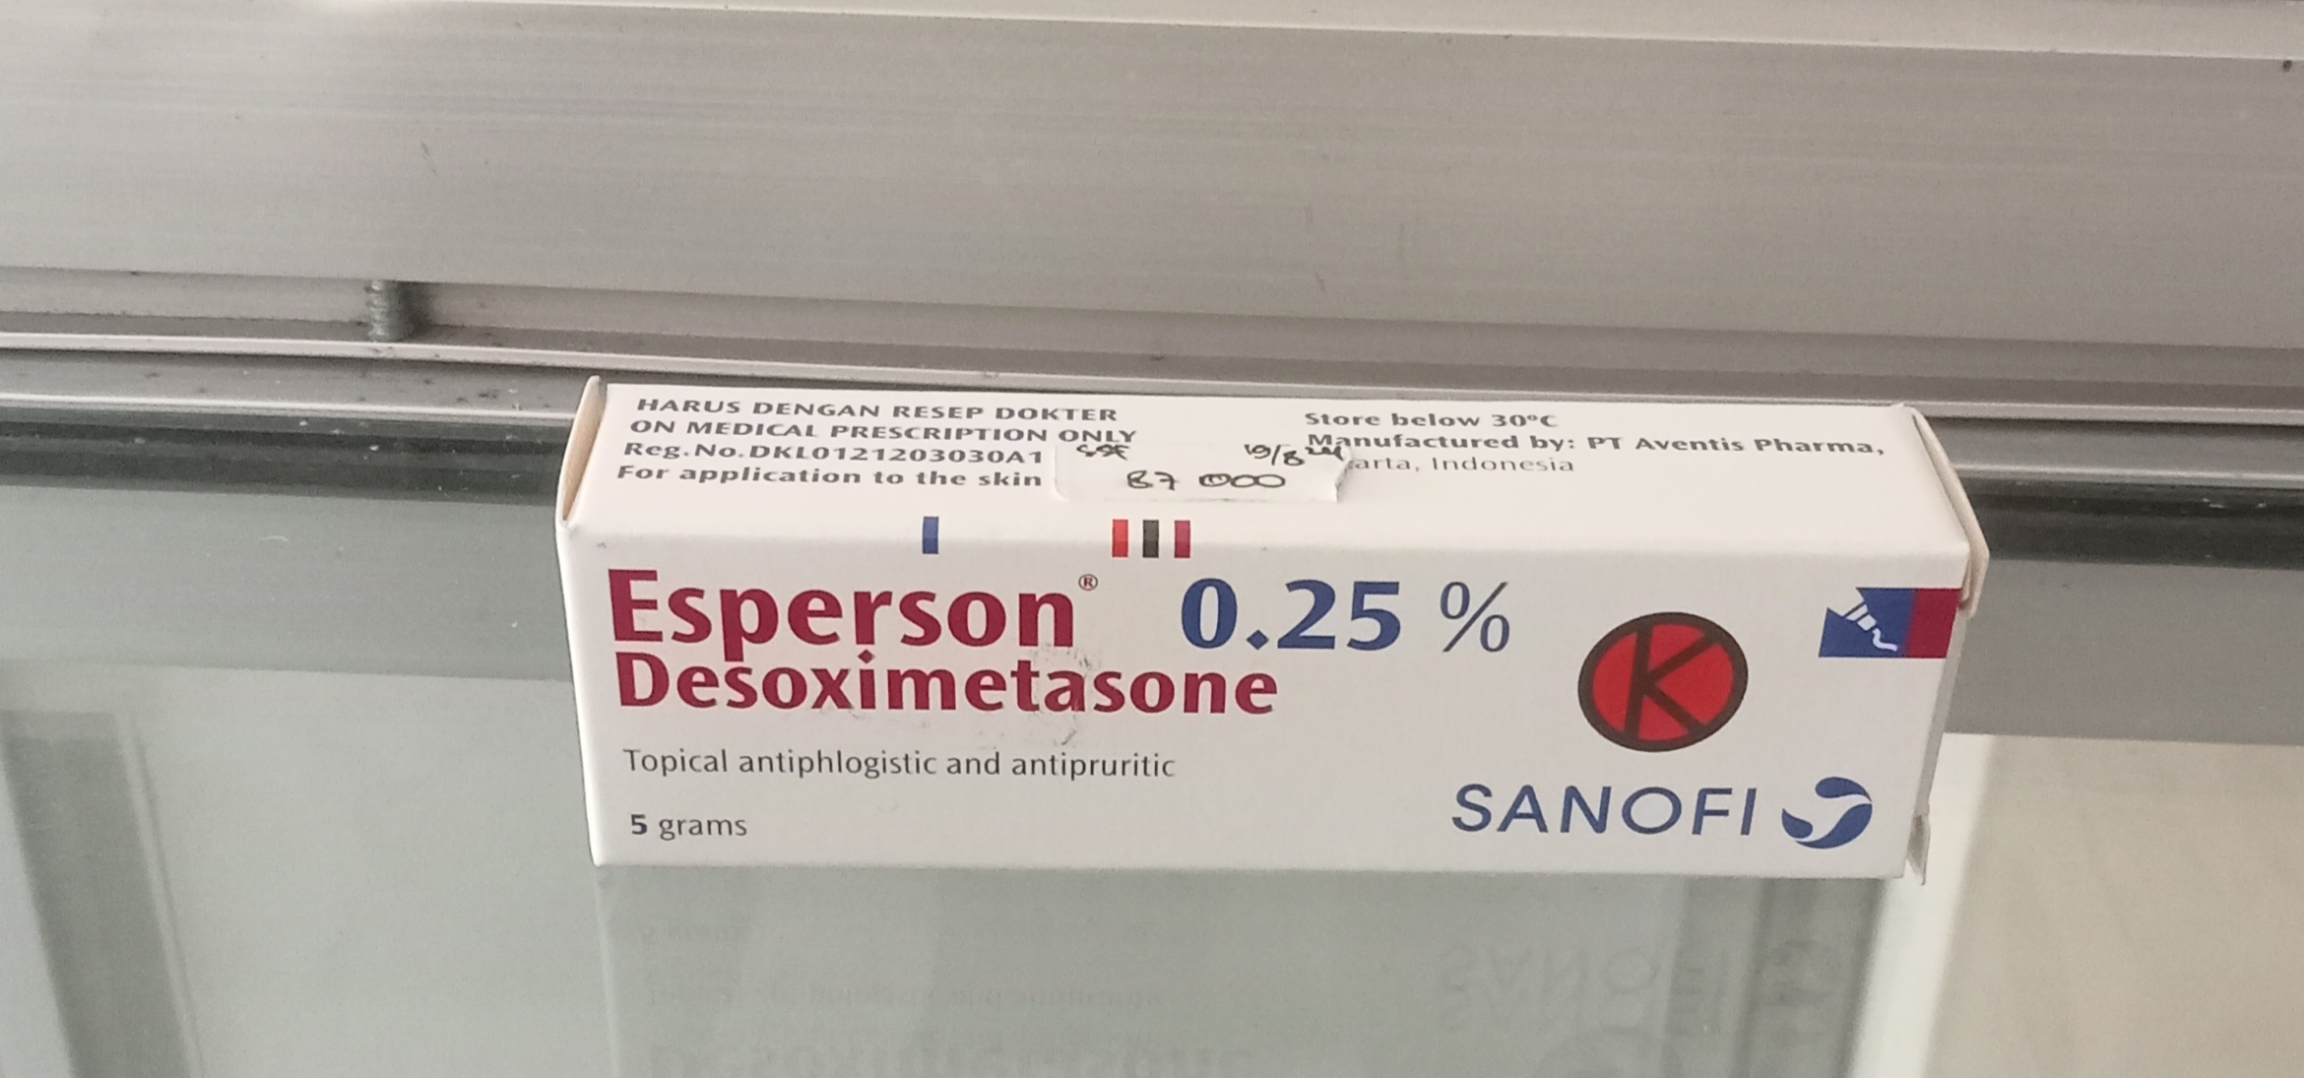 HARUS DENGAN RESEP DOKTER
ON MEDICAL PRESCRIPTION ONLY
Reg.No.DKL0121203030A1
For application to the skin
Store below 30°C
Manufactured by: PT Aventis Pharma,
arta, Indonesia
19/8
87 000
Esperson® 0.25 %
Desoximetasone
K
Topical antiphlogistic and antipruritic
5 grams
SANOFI